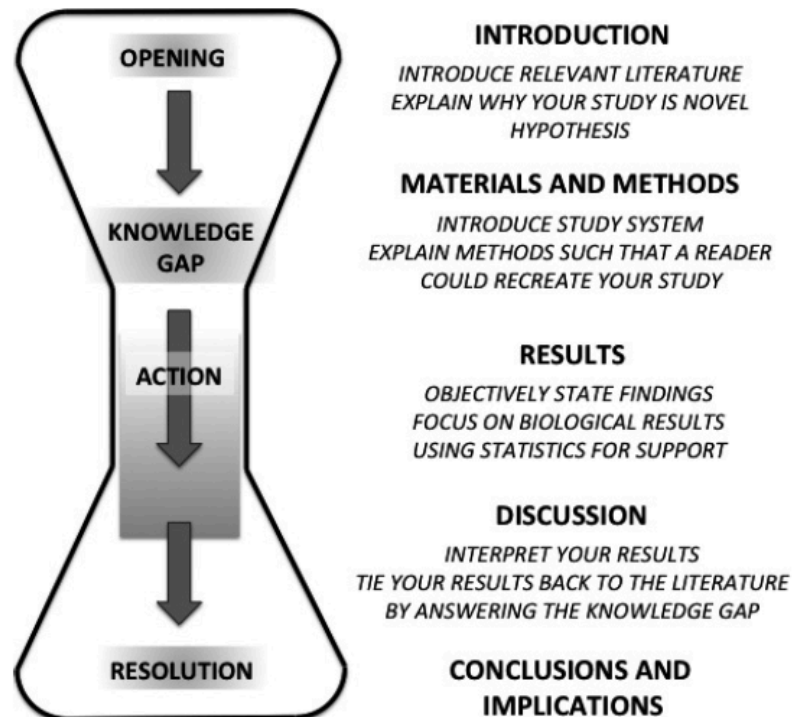 OPENING
KNOWLEDGE
GAP
ACTION
RESOLUTION
INTRODUCTION
INTRODUCE RELEVANT LITERATURE
EXPLAIN WHY YOUR STUDY IS NOVEL
HYPOTHESIS
MATERIALS AND METHODS
INTRODUCE STUDY SYSTEM
EXPLAIN METHODS SUCH THAT A READER
COULD RECREATE YOUR STUDY
RESULTS
OBJECTIVELY STATE FINDINGS
FOCUS ON BIOLOGICAL RESULTS
USING STATISTICS FOR SUPPORT
DISCUSSION
INTERPRET YOUR RESULTS
TIE YOUR RESULTS BACK TO THE LITERATURE
BY ANSWERING THE KNOWLEDGE GAP
CONCLUSIONS AND
IMPLICATIONS